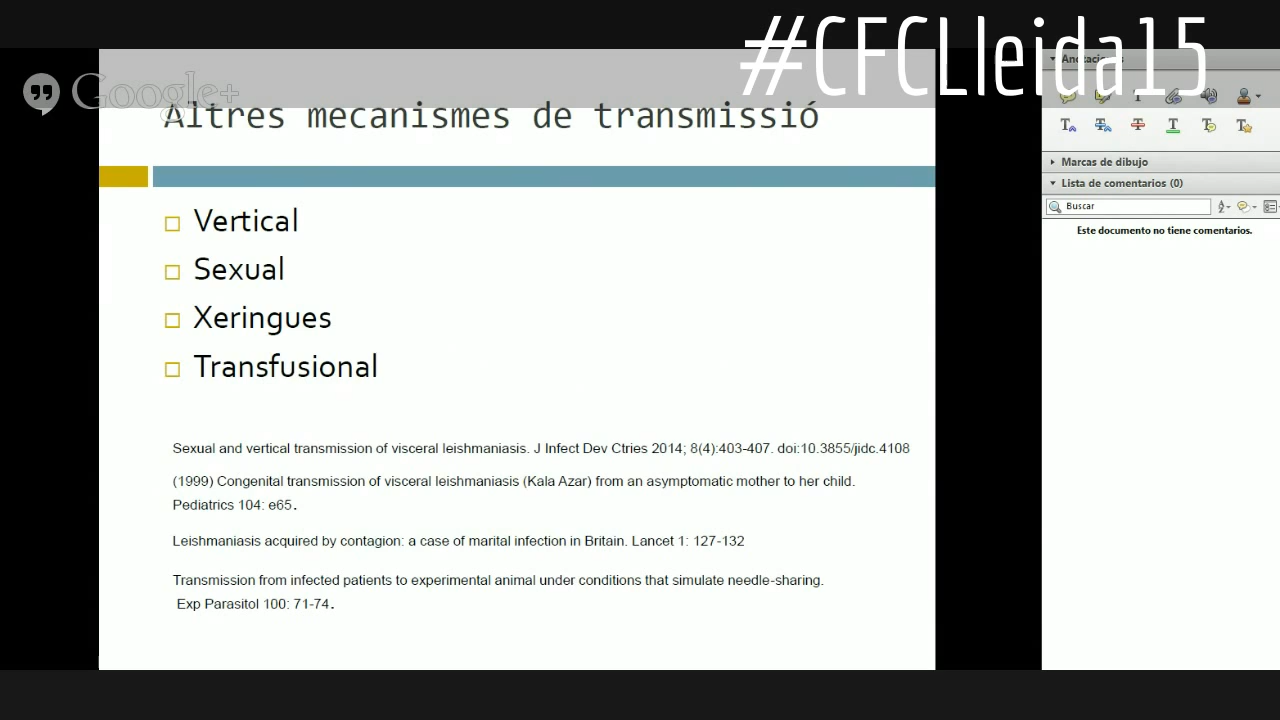 #CFCLleida15
Google+
Anotaciones
Altres mecanismes de transmissió
Marcas de dibujo
Lista de comentarios (0)
Buscar
Este documento no tiene comentarios.
Vertical
Sexual
Xeringues
Transfusional
Sexual and vertical transmission of visceral leishmaniasis. J Infect Dev Ctries 2014; 8(4):403-407. doi:10.3855/jidc.4108
(1999) Congenital transmission of visceral leishmaniasis (Kala Azar) from an asymptomatic mother to her child.
Pediatrics 104: e65.
Leishmaniasis acquired by contagion: a case of marital infection in Britain. Lancet 1: 127-132
Transmission from infected patients to experimental animal under conditions that simulate needle-sharing.
Exp Parasitol 100: 71-74.